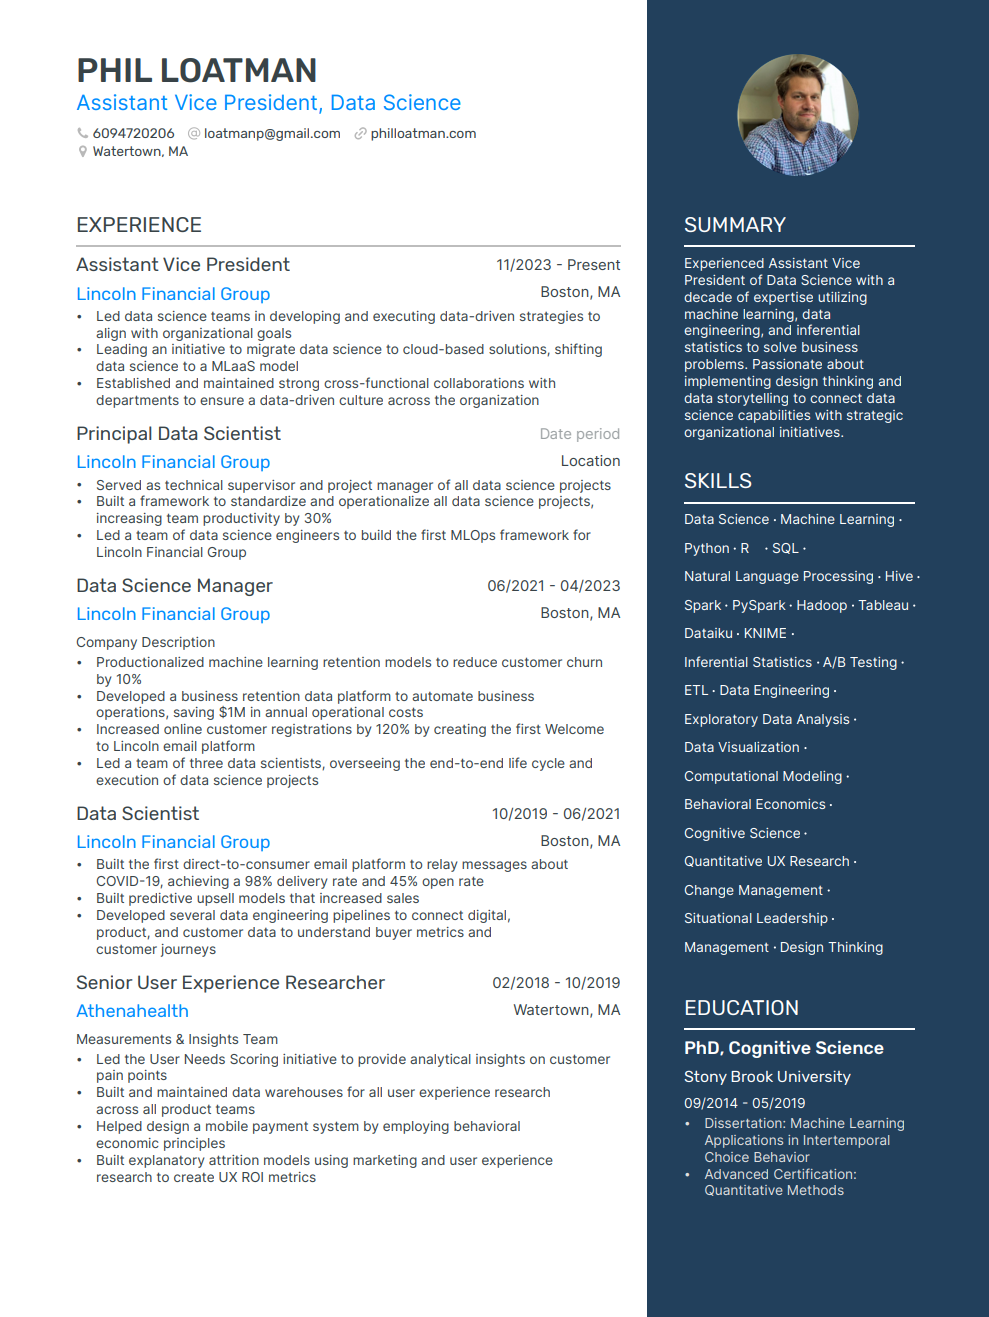 PHIL LOATMAN
Assistant Vice President, Data Science
6094720206 loatmanp@gmail.com philloatman.com
Watertown, MA
EXPERIENCE
Assistant Vice President 11/2023 - Present
Lincoln Financial Group Boston, MA
• Led data science teams in developing and executing data-driven strategies to
align with organizational goals
• Leading an initiative to migrate data science to cloud-based solutions, shifting
data science to a MLaaS model
• Established and maintained strong cross-functional collaborations with
departments to ensure a data-driven culture across the organization
Principal Data Scientist Date period
Lincoln Financial Group Location
• Served as technical supervisor and project manager of all data science projects
• Built a framework to standardize and operationalize all data science projects,
increasing team productivity by 30%
• Led a team of data science engineers to build the first MLOps framework for
Lincoln Financial Group
Data Science Manager 06/2021 - 04/2023
Lincoln Financial Group Boston, MA
Company Description
• Productionalized machine learning retention models to reduce customer churn
by 10%
• Developed a business retention data platform to automate business
operations, saving $1M in annual operational costs
• Increased online customer registrations by 120% by creating the first Welcome
to Lincoln email platform
• Led a team of three data scientists, overseeing the end-to-end life cycle and
execution of data science projects
Data Scientist 10/2019 - 06/2021
Lincoln Financial Group Boston, MA
• Built the first direct-to-consumer email platform to relay messages about
COVID-19, achieving a 98% delivery rate and 45% open rate
• Built predictive upsell models that increased sales
• Developed several data engineering pipelines to connect digital,
product, and customer data to understand buyer metrics and
customer journeys
Senior User Experience Researcher 02/2018 - 10/2019
Athenahealth Watertown, MA
Measurements & Insights Team
• Led the User Needs Scoring initiative to provide analytical insights on customer
pain points
• Built and maintained data warehouses for all user experience research
across all product teams
• Helped design a mobile payment system by employing behavioral
economic principles
• Built explanatory attrition models using marketing and user experience
research to create UX ROI metrics
SUMMARY
Experienced Assistant Vice
President of Data Science with a
decade of expertise utilizing
machine learning, data
engineering, and inferential
statistics to solve business
problems. Passionate about
implementing design thinking and
data storytelling to connect data
science capabilities with strategic
organizational initiatives.
SKILLS
Data Science · Machine Learning ·
Python · R · SQL ·
Natural Language Processing · Hive ·
Spark · PySpark · Hadoop · Tableau ·
Dataiku · KNIME ·
Inferential Statistics · A/B Testing ·
ETL · Data Engineering ·
Exploratory Data Analysis ·
Data Visualization ·
Computational Modeling ·
Behavioral Economics ·
Cognitive Science ·
Quantitative UX Research ·
Change Management ·
Situational Leadership ·
Management · Design Thinking
EDUCATION
PhD, Cognitive Science
Stony Brook University
09/2014 - 05/2019
• Dissertation: Machine Learning
Applications in Intertemporal
Choice Behavior
• Advanced Certification:
Quantitative Methods